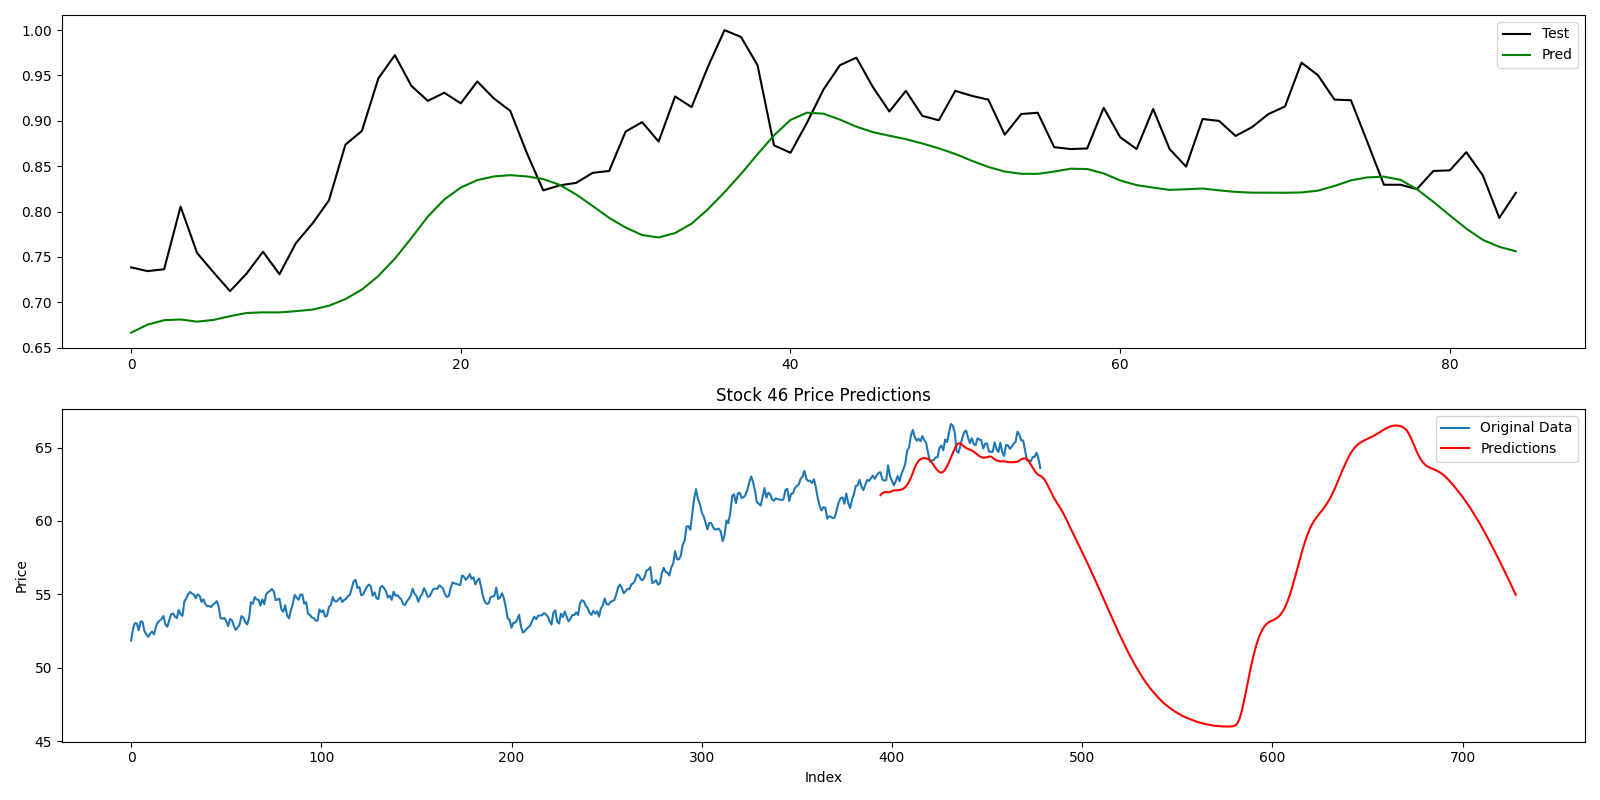 1.00
0.95
0.90
0.85
0.80
0.75
0.70
0.65
Test
Pred
0 20 40 60 80
Stock 46 Price Predictions
Price
65
60
55
50
45
Original Data
Predictions
0 100 200 300 400 500 600 700
Index